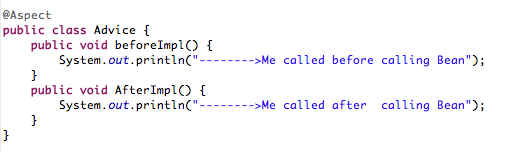 @Aspect
public class Advice {
    public void beforeImpl() {
        System.out.println("-------->Me called before calling Bean");
    }
    public void AfterImpl() {
        System.out.println("-------->Me called after  calling Bean");
    }
}